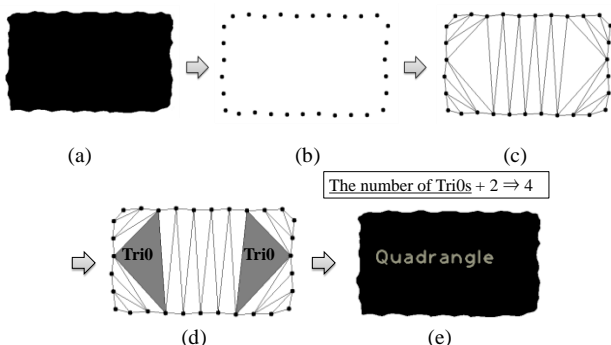 (a)
(b)
(c)
The number of Tri0s + 2 ⇒ 4
Tri0
Tri0
Quadrangle
(d)
(e)